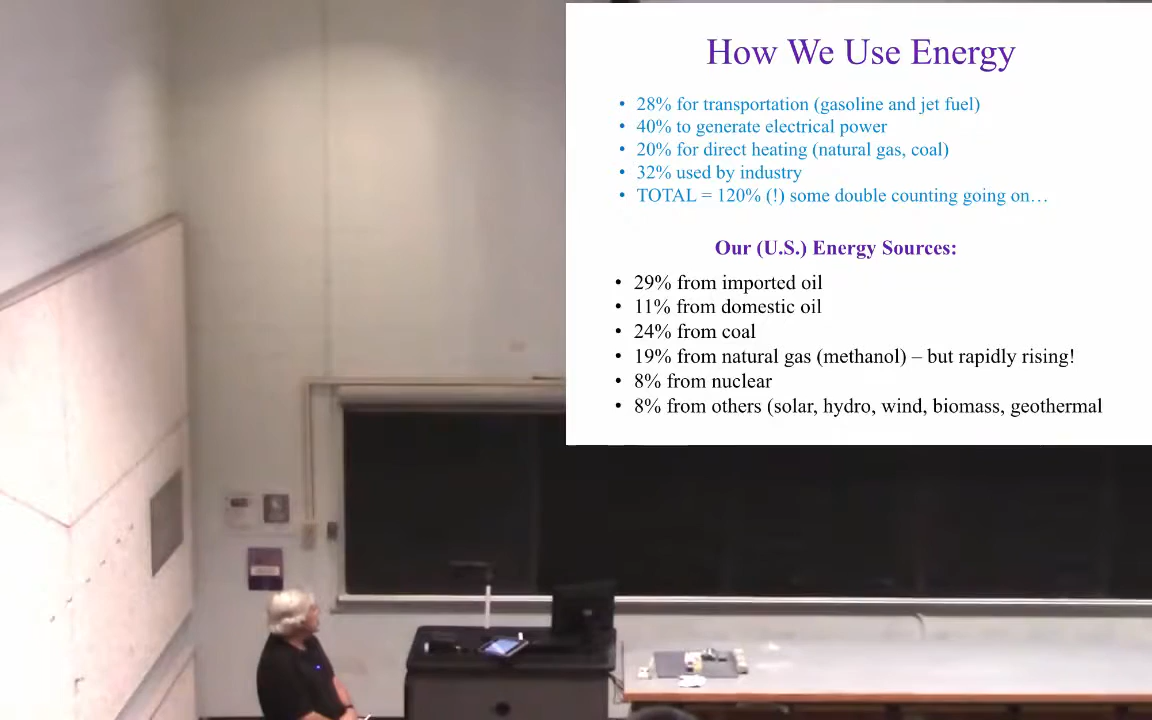 How We Use Energy
• 28% for transportation (gasoline and jet fuel)
• 40% to generate electrical power
• 20% for direct heating (natural gas, coal)
• 32% used by industry
• TOTAL = 120% (!) some double counting going on…
Our (U.S.) Energy Sources:
• 29% from imported oil
• 11% from domestic oil
• 24% from coal
• 19% from natural gas (methanol) – but rapidly rising!
• 8% from nuclear
• 8% from others (solar, hydro, wind, biomass, geothermal